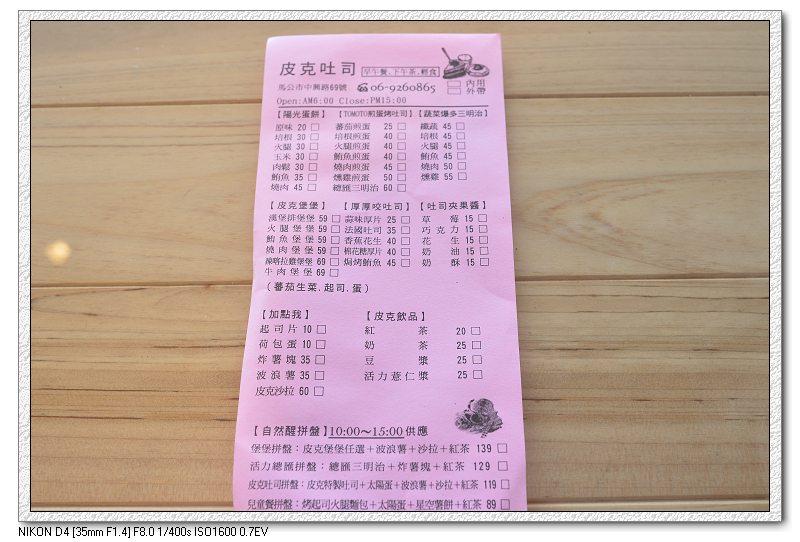 皮克吐司 早午餐.下午茶.輕食
馬公市中興路69號 ☎06-9260865 □內用 □外帶
Open:AM6:00 Close:PM15:00
【陽光蛋餅】 【TOMOTO煎蛋烤吐司】 【蔬菜爆多三明治】
原味 20 □ 蕃茄煎蛋 25 □ 纖蔬 45 □
培根 30 □ 培根煎蛋 40 □ 培根 45 □
火腿 30 □ 火腿煎蛋 40 □ 火腿 45 □
玉米 30 □ 鮪魚煎蛋 40 □ 鮪魚 45 □
肉鬆 30 □ 燒肉煎蛋 45 □ 燒肉 50 □
鮪魚 35 □ 燻雞煎蛋 50 □ 燻雞 55 □
燒肉 45 □ 總匯三明治 60 □
【皮克堡堡】 【厚厚咬吐司】 【吐司夾果醬】
漢堡排堡堡 59 □ 蒜味厚片 25 □ 草莓 15 □
火腿堡堡 59 □ 法國吐司 35 □ 巧克力 15 □
鮪魚堡堡 59 □ 香蕉花生 40 □ 花生 15 □
燒肉堡堡 59 □ 棉花糖厚片 40 □ 奶油 15 □
辣喀拉雞堡堡 69 □ 焗烤鮪魚 45 □ 奶酥 15 □
牛肉堡堡 69 □
(蕃茄生菜.起司.蛋)
【加點我】 【皮克飲品】
起司片 10 □ 紅茶 20 □
荷包蛋 10 □ 奶茶 25 □
炸薯塊 35 □ 豆漿 25 □
波浪薯 35 □ 活力薏仁漿 25 □
皮克沙拉 60 □
【自然醒拼盤】10:00~15:00供應
堡堡拼盤：皮克堡堡任選＋波浪薯＋沙拉＋紅茶 139 □
活力總匯拼盤：總匯三明治＋炸薯塊＋紅茶 129 □
皮克吐司拼盤：皮克特製吐司＋太陽蛋＋波浪薯＋沙拉＋紅茶 119 □
兒童餐拼盤：烤起司火腿麵包＋太陽蛋＋星空薯餅＋紅茶 89 □
NIKON D4 [35mm F1.4] F8.0 1/400s ISO1600 0.7EV